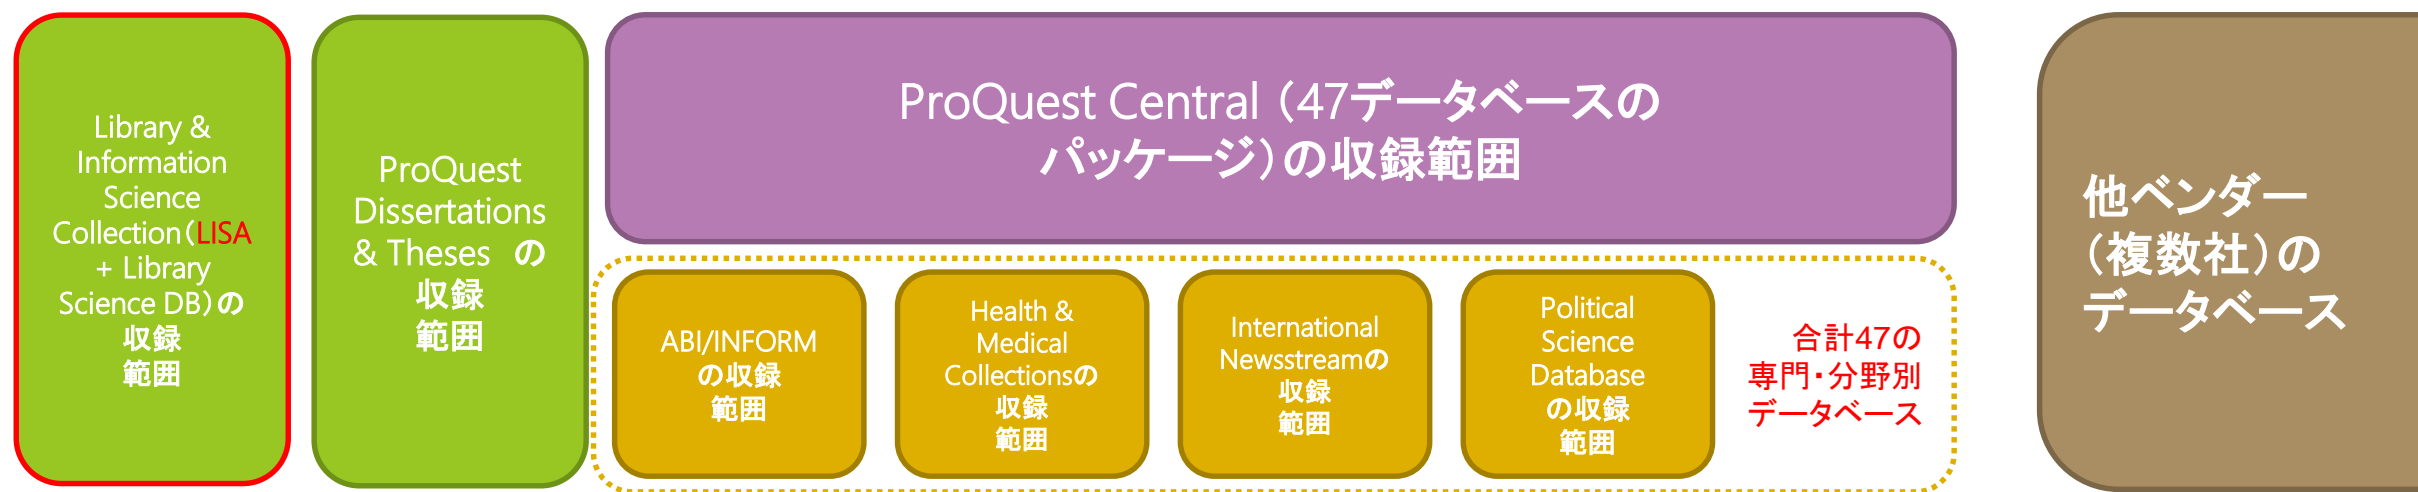 Library &
Information
Science
Collection（LISA
+ Library
Science DB）の
収録
範囲
ProQuest
Dissertations
& Theses　の
収録
範囲
ProQuest Central（47データベースの
パッケージ）の収録範囲
ABI/INFORM
の収録
範囲
Health &
Medical
Collectionsの
収録
範囲
International
Newsstreamの
収録
範囲
Political
Science
Database
の収録
範囲
合計47の
専門・分野別
データベース
他ベンダー
（複数社）の
データベース